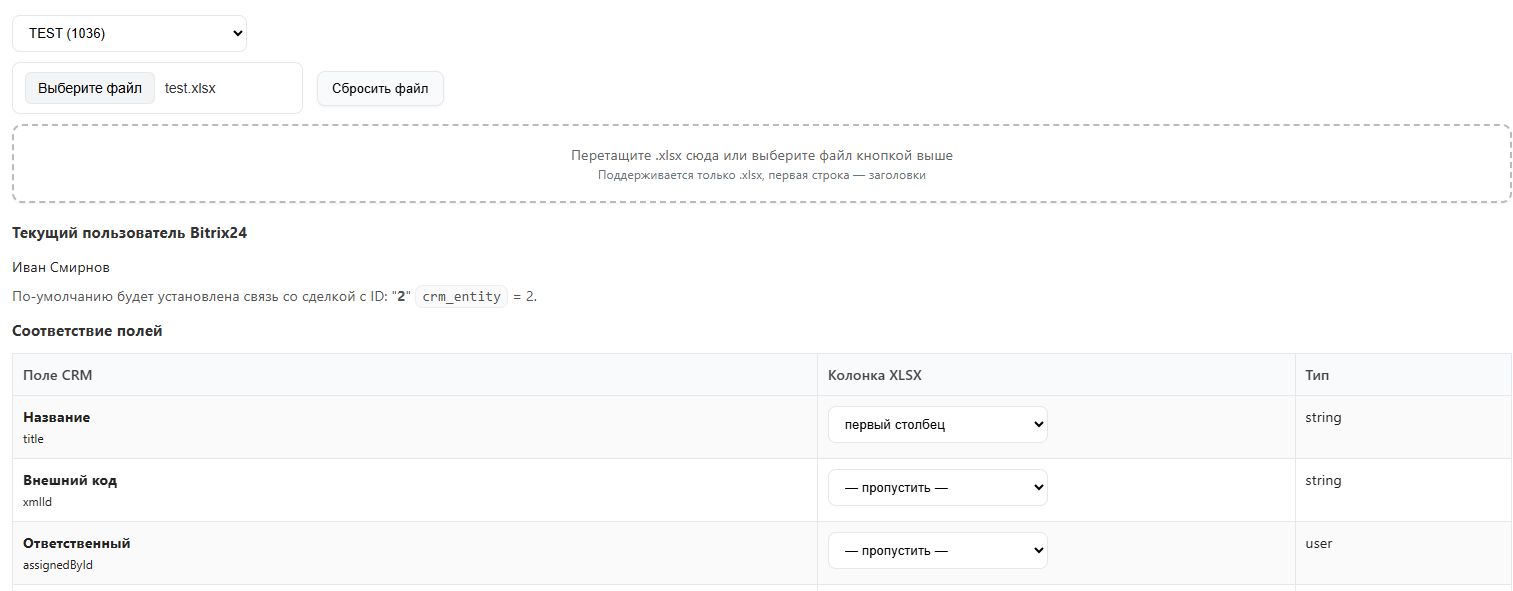 TEST (1036)
Выберите файл test.xlsx Сбросить файл
Перетащите .xlsx сюда или выберите файл кнопкой выше
Поддерживается только .xlsx, первая строка — заголовки
Текущий пользователь Bitrix24
Иван Смирнов
По-умолчанию будет установлена связь со сделкой с ID: "2" crm_entity = 2.
Соответствие полей
Поле CRM Колонка XLSX Тип
Название первый столбец string
title
Внешний код — пропустить — string
xmlId
Ответственный — пропустить — user
assignedById